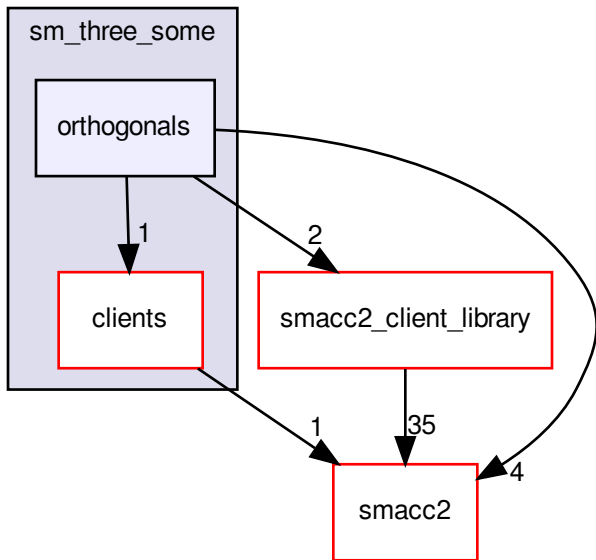 sm_three_some
orthogonals
1
2
clients
smacc2_client_library
1
35
4
smacc2